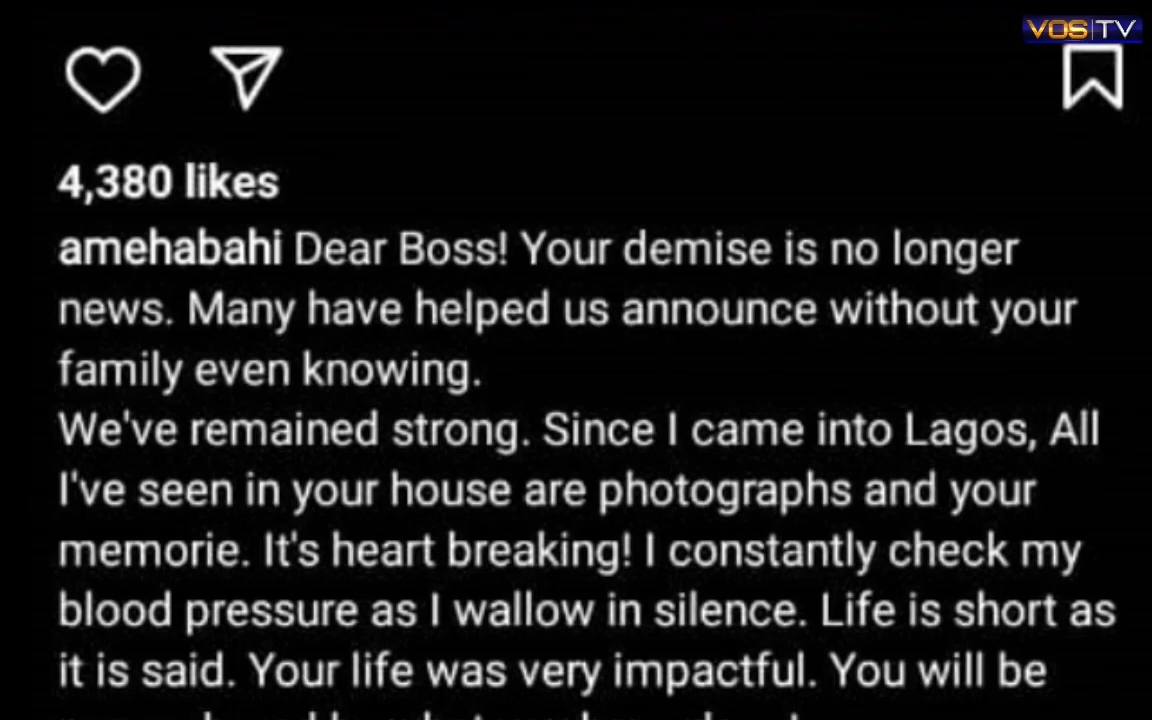 VOS TV
4,380 likes
amehabahi Dear Boss! Your demise is no longer
news. Many have helped us announce without your
family even knowing.
We've remained strong. Since I came into Lagos, All
I've seen in your house are photographs and your
memorie. It's heart breaking! I constantly check my
blood pressure as I wallow in silence. Life is short as
it is said. Your life was very impactful. You will be